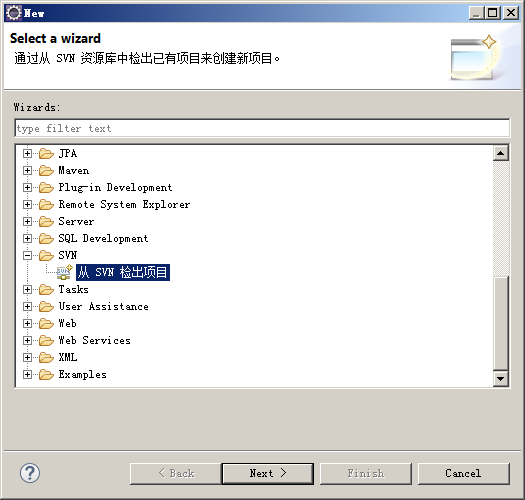 New
Select a wizard
通过从 SVN 资源库中检出已有项目来创建新项目。
Wizards:
type filter text
JPA
Maven
Plug-in Development
Remote System Explorer
Server
SQL Development
SVN
SVN 从 SVN 检出项目
Tasks
User Assistance
Web
Web Services
XML
Examples
? < Back Next > Finish Cancel